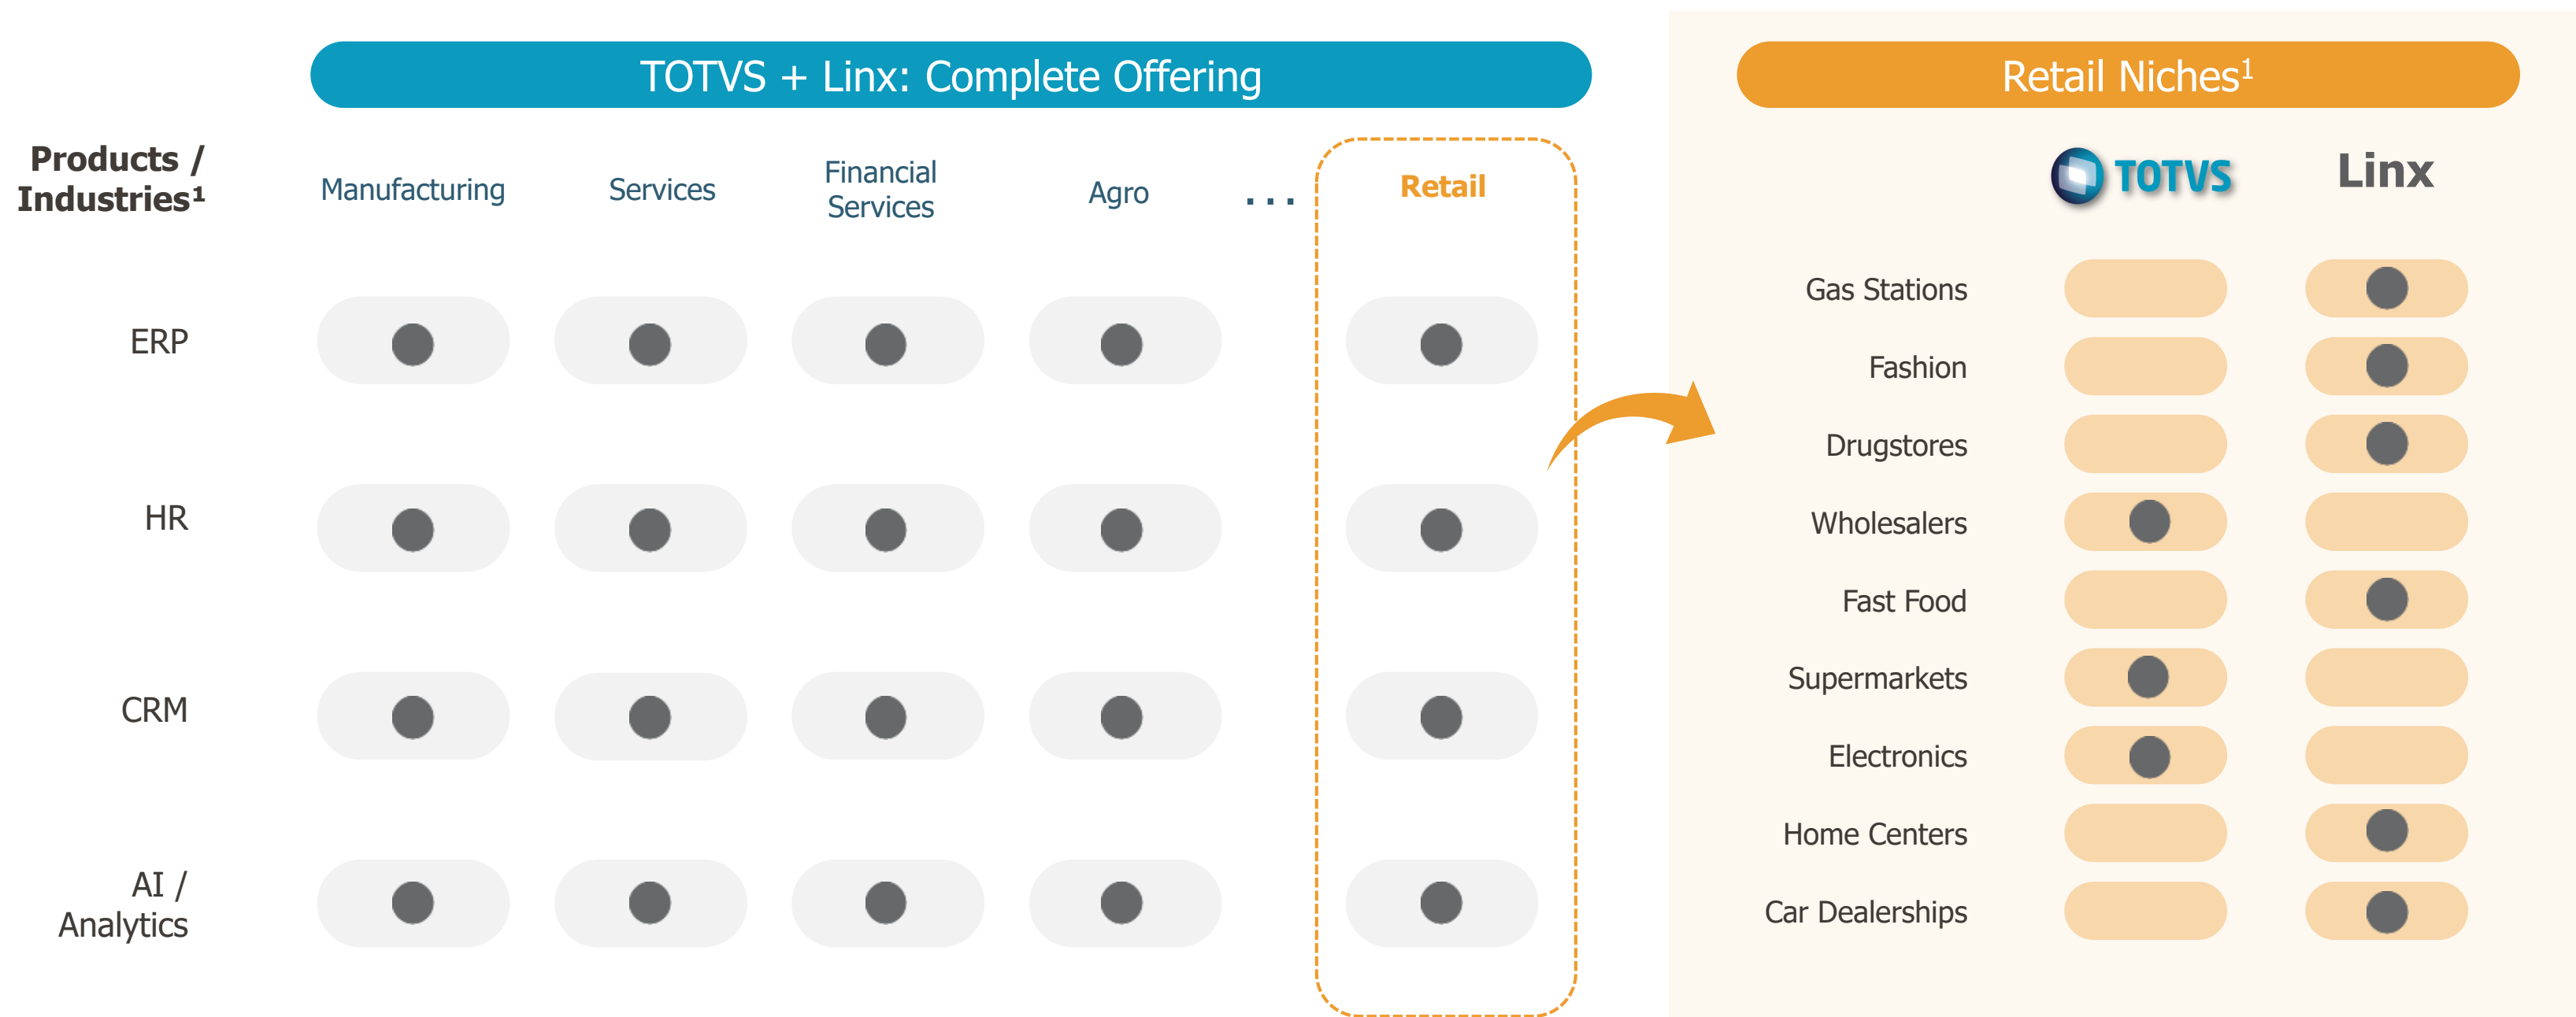 TOTVS + Linx: Complete Offering
Products /
Industries¹
Manufacturing
Services
Financial
Services
Agro
...
Retail
ERP
HR
CRM
AI /
Analytics
Retail Niches¹
TOTVS
Linx
Gas Stations
Fashion
Drugstores
Wholesalers
Fast Food
Supermarkets
Electronics
Home Centers
Car Dealerships